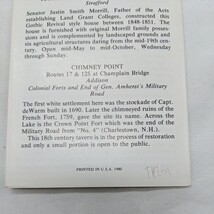 Strafford
Senator Justin Smith Morrill, Father of the act
establishing Land Grant Colleges, constructed this
Gothic Revival style house between 1848-1851. The
house is furnished with original Morrill family posses-
sions and is complemented by landscaped grounds and
six agricultural structures dating from the mid-19th cen-
tury. Open mid-May to mid-October, Wednesday
through Sunday.
CHIMNEY POINT
Routes 17 & 125 at Champlain Bridge
Addison
Colonial Forts and End of Gen. Amherst's Military
Road
The first white settlement here was the stockade of Capt.
deWarm built in 1690. Later the chimneyed ruins of the
French Fort, 1759, gave the site its name. Across the
Lake is the Crown Point Fort which was the end of the
Military Road from "No. 4" (Charlestown, N.H.).
This 18th century tavern is in the process of restoration
and only a small portion is open to the public.
PRINTED IN U.S.A. 1980